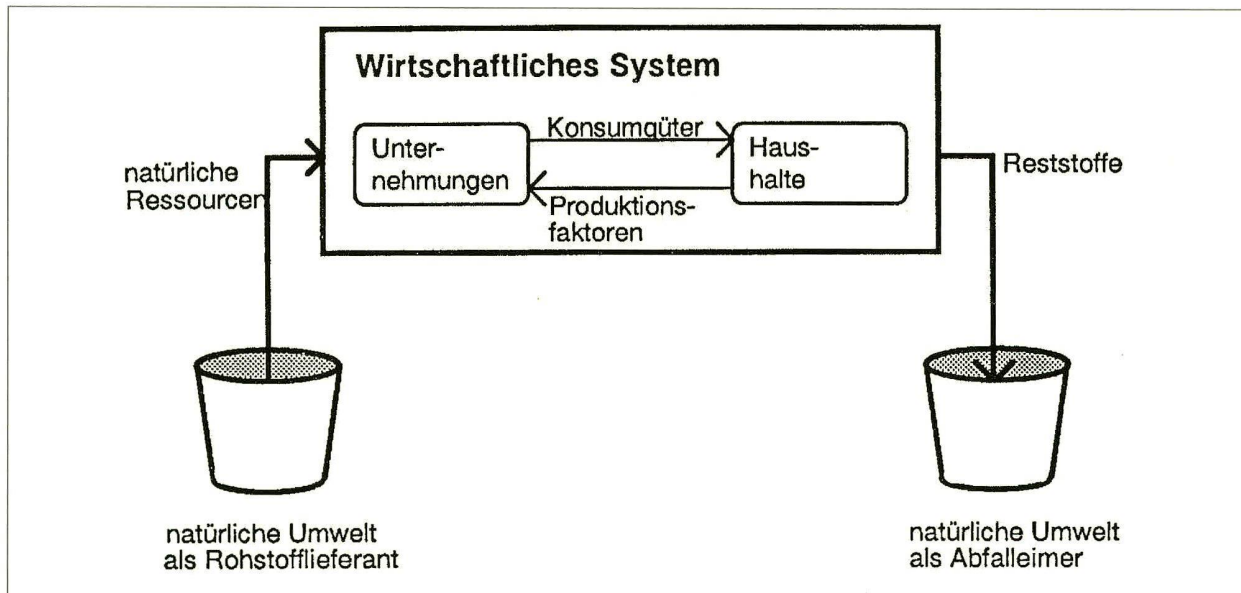 Wirtschaftliches System
Konsumgüter
Unter-
nehmungen
Haus-
halte
Produktions-
faktoren
natürliche
Ressourcen
Reststoffe
natürliche Umwelt
als Rohstofflieferant
natürliche Umwelt
als Abfalleimer